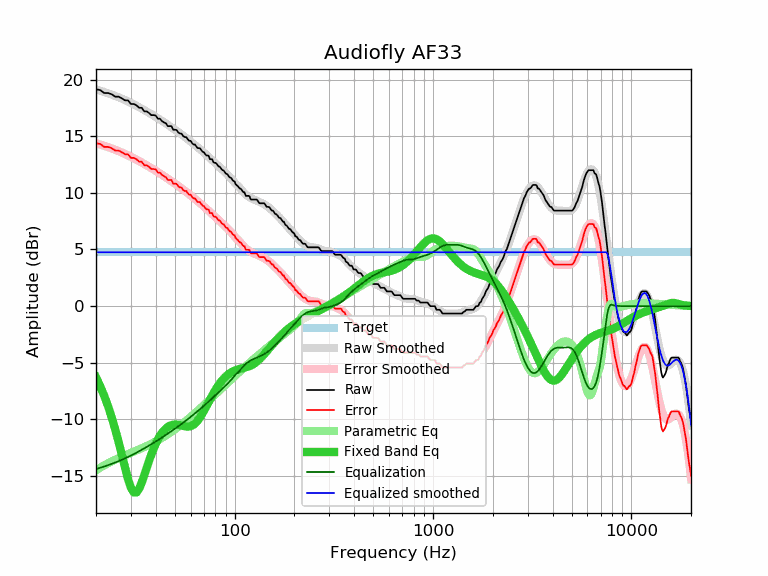 Audiofly AF33
Amplitude (dBr)
20
15
10
5
0
−5
−10
−15
Target
Raw Smoothed
Error Smoothed
Raw
Error
Parametric Eq
Fixed Band Eq
Equalization
Equalized smoothed
100
1000
10000
Frequency (Hz)